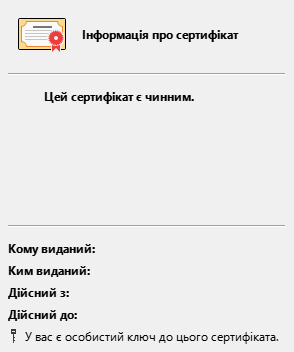 Інформація про сертифікат
Цей сертифікат є чинним.
Кому виданий:
Ким виданий:
Дійсний з:
Дійсний до:
У вас є особистий ключ до цього сертифіката.